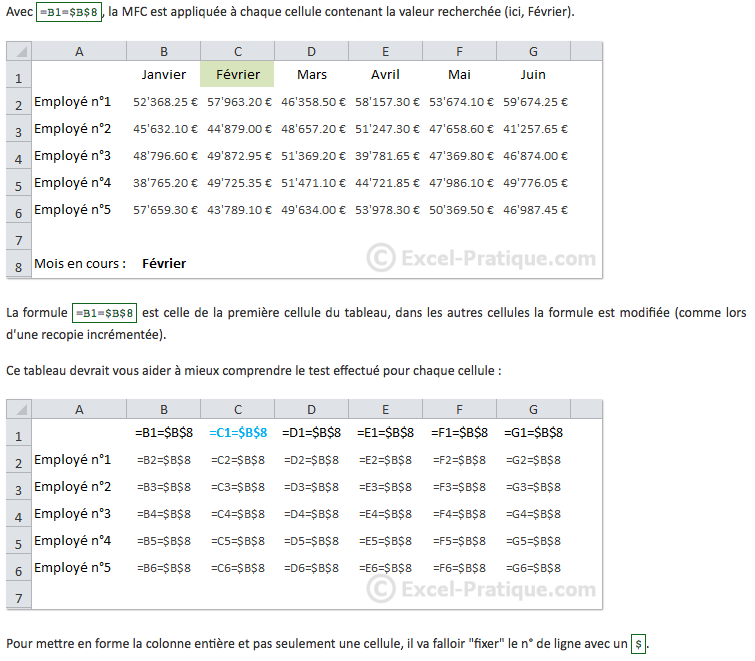 Avec =B1=$B$8, la MFC est appliquée à chaque cellule contenant la valeur recherchée (ici, Février).
A B C D E F G
1 Janvier Février Mars Avril Mai Juin
2 Employé n°1 52'368.25 € 57'963.20 € 46'358.50 € 58'157.30 € 53'674.10 € 59'674.25 €
3 Employé n°2 45'632.10 € 44'879.00 € 48'657.20 € 51'247.30 € 47'658.60 € 41'257.65 €
4 Employé n°3 48'796.60 € 49'872.95 € 51'369.20 € 39'781.65 € 47'369.80 € 46'874.00 €
5 Employé n°4 38'765.20 € 49'725.35 € 51'471.10 € 44'721.85 € 47'986.10 € 49'776.05 €
6 Employé n°5 57'659.30 € 43'789.10 € 49'634.00 € 53'978.30 € 50'369.50 € 46'987.45 €
7
8 Mois en cours : Février
© Excel-Pratique.com
La formule =B1=$B$8 est celle de la première cellule du tableau, dans les autres cellules la formule est modifiée (comme lors
d'une recopie incrémentée).
Ce tableau devrait vous aider à mieux comprendre le test effectué pour chaque cellule :
A B C D E F G
1 =B1=$B$8 =C1=$B$8 =D1=$B$8 =E1=$B$8 =F1=$B$8 =G1=$B$8
2 Employé n°1 =B2=$B$8 =C2=$B$8 =D2=$B$8 =E2=$B$8 =F2=$B$8 =G2=$B$8
3 Employé n°2 =B3=$B$8 =C3=$B$8 =D3=$B$8 =E3=$B$8 =F3=$B$8 =G3=$B$8
4 Employé n°3 =B4=$B$8 =C4=$B$8 =D4=$B$8 =E4=$B$8 =F4=$B$8 =G4=$B$8
5 Employé n°4 =B5=$B$8 =C5=$B$8 =D5=$B$8 =E5=$B$8 =F5=$B$8 =G5=$B$8
6 Employé n°5 =B6=$B$8 =C6=$B$8 =D6=$B$8 =E6=$B$8 =F6=$B$8 =G6=$B$8
7
© Excel-Pratique.com
Pour mettre en forme la colonne entière et pas seulement une cellule, il va falloir "fixer" le n° de ligne avec un $.